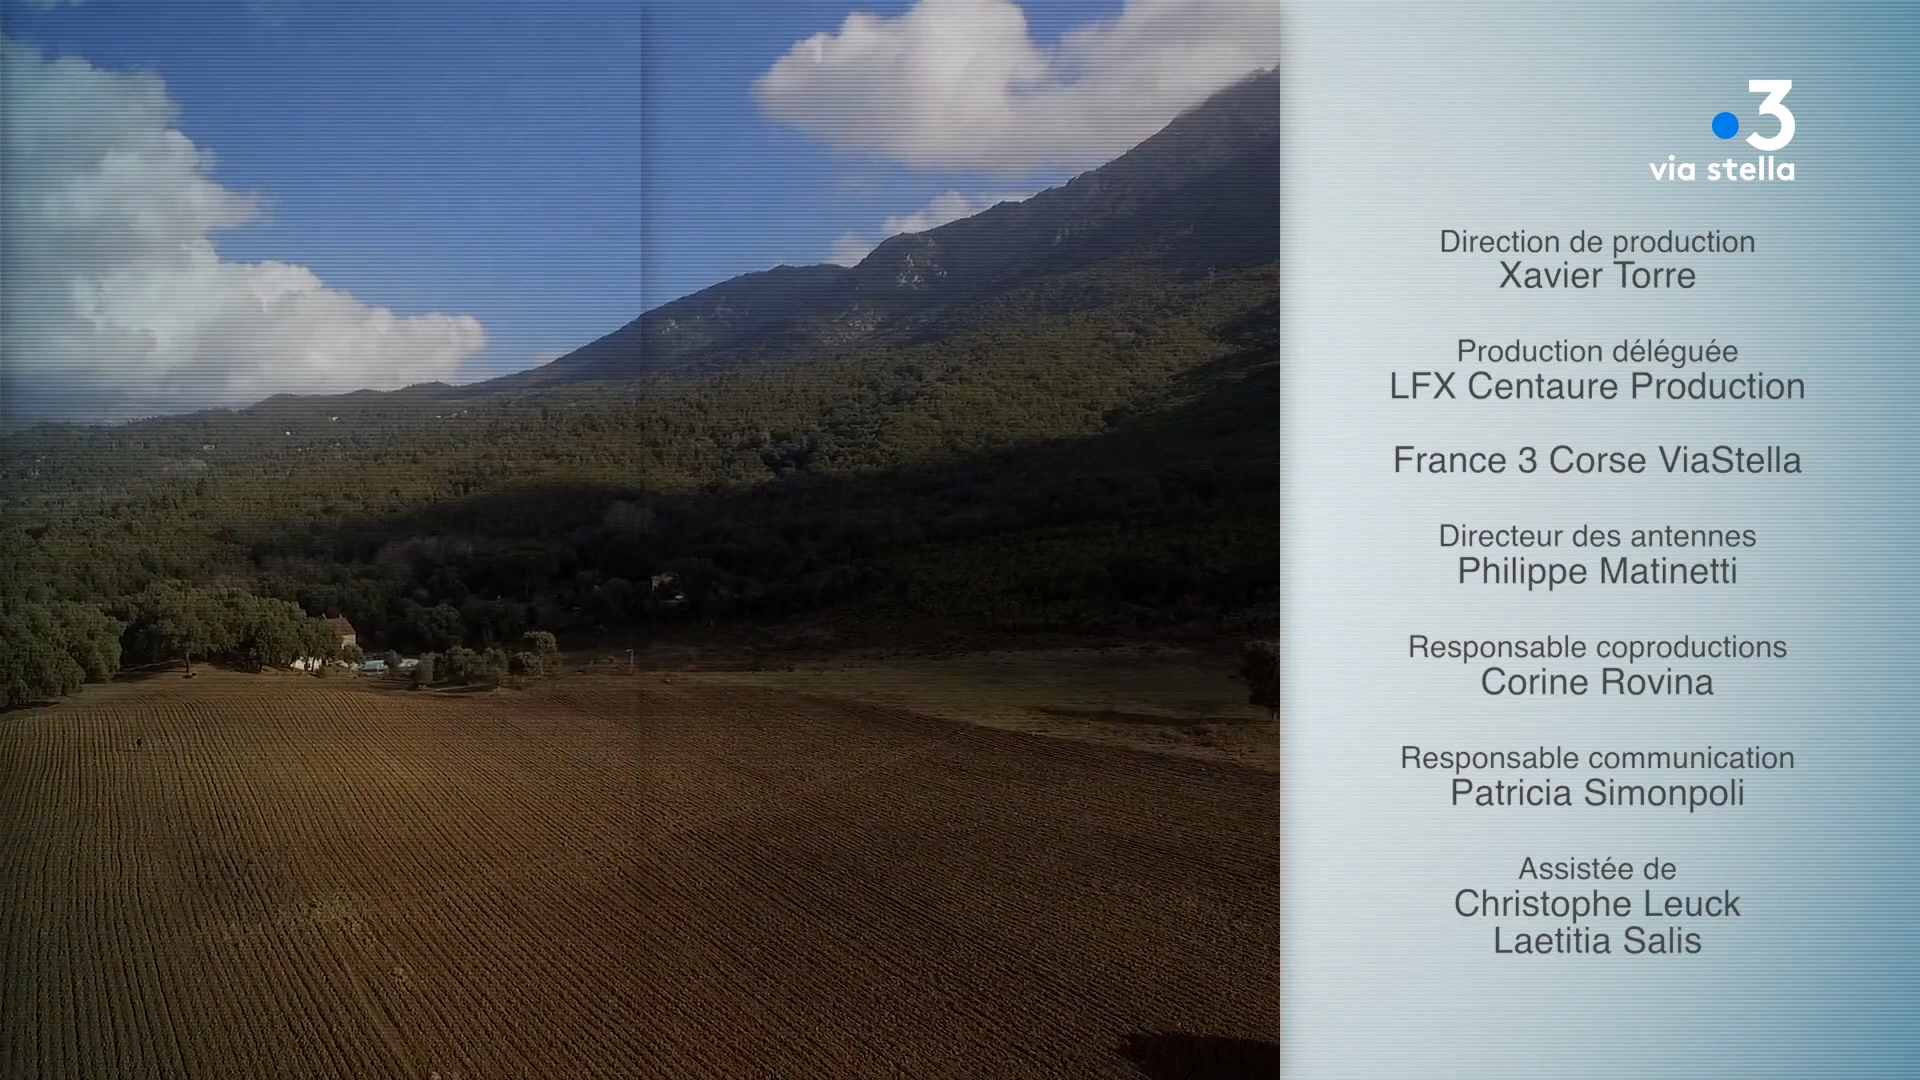 3
via stella
Direction de production
Xavier Torre
Production déléguée
LFX Centaure Production
France 3 Corse ViaStella
Directeur des antennes
Philippe Matinetti
Responsable coproductions
Corine Rovina
Responsable communication
Patricia Simonpoli
Assistée de
Christophe Leuck
Laetitia Salis